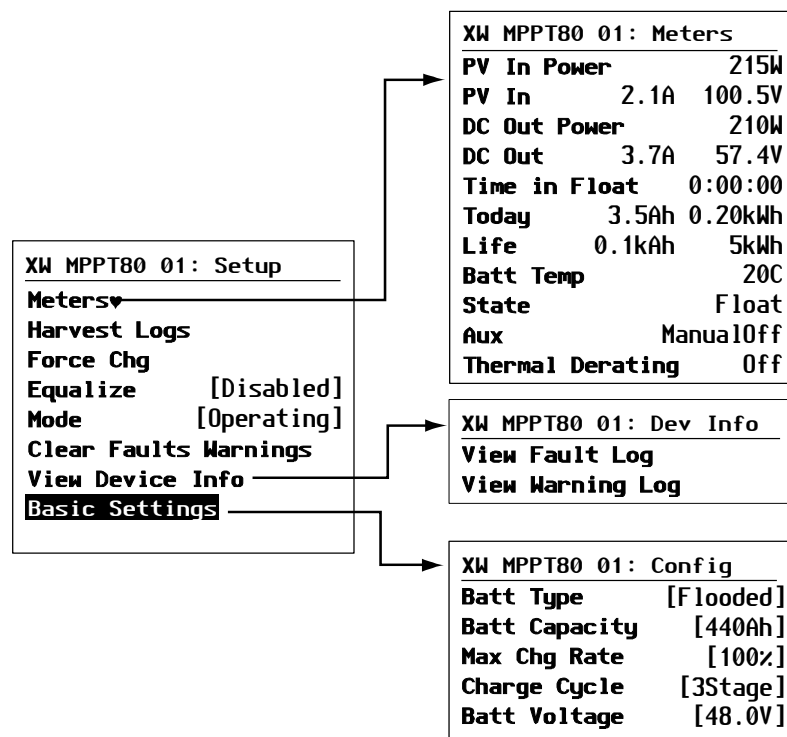 XW MPPT80 01: Setup
Meters♥
Harvest Logs
Force Chg
Equalize [Disabled]
Mode [Operating]
Clear Faults Warnings
View Device Info
Basic Settings
XW MPPT80 01: Meters
PV In Power 215W
PV In 2.1A 100.5V
DC Out Power 210W
DC Out 3.7A 57.4V
Time in Float 0:00:00
Today 3.5Ah 0.20kWh
Life 0.1kAh 5kWh
Batt Temp 20C
State Float
Aux ManualOff
Thermal Derating Off
XW MPPT80 01: Dev Info
View Fault Log
View Warning Log
XW MPPT80 01: Config
Batt Type [Flooded]
Batt Capacity [440Ah]
Max Chg Rate [100%]
Charge Cycle [3Stage]
Batt Voltage [48.0V]